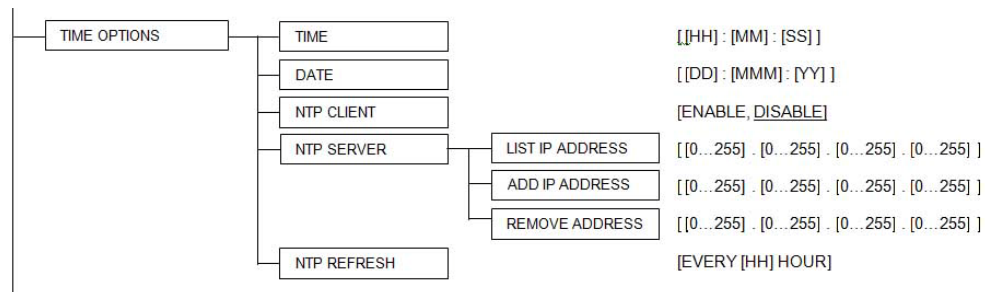 TIME OPTIONS TIME [ [HH] : [MM] : [SS] ]
DATE [ [DD] : [MMM] : [YY] ]
NTP CLIENT [ENABLE, DISABLE]
NTP SERVER LIST IP ADDRESS [ [0...255] . [0...255] . [0...255] . [0...255] ]
ADD IP ADDRESS [ [0...255] . [0...255] . [0...255] . [0...255] ]
REMOVE ADDRESS [ [0...255] . [0...255] . [0...255] . [0...255] ]
NTP REFRESH [EVERY [HH] HOUR]